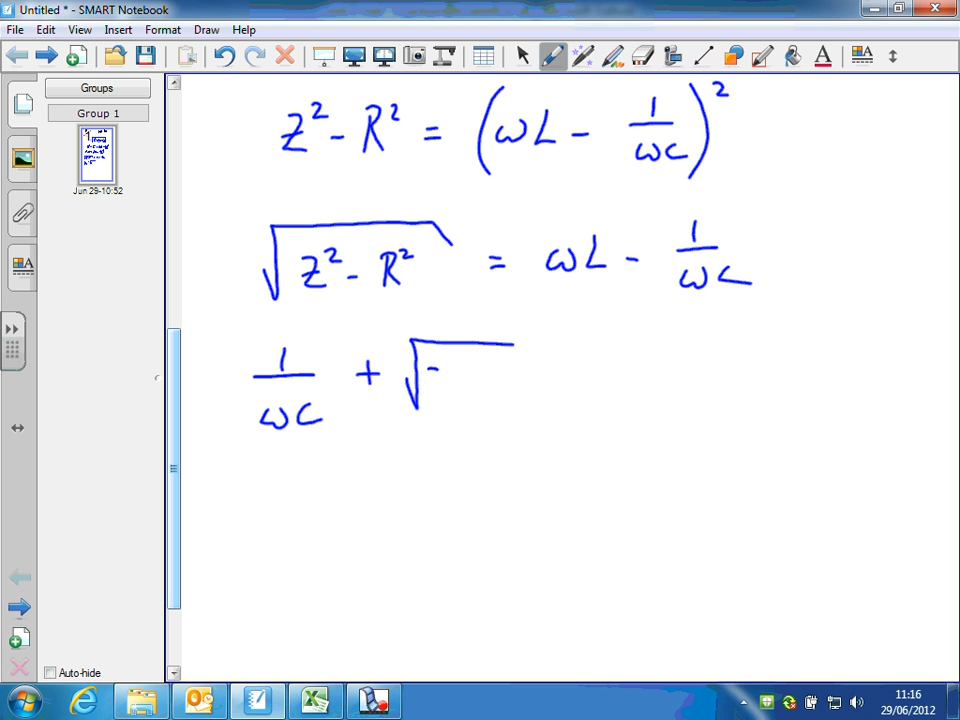 Untitled * - SMART Notebook
File Edit View Insert Format Draw Help
Groups
Group 1
Jun 29-10:52
Z² - R² = (ωL - 1/ωC)²
√(Z² - R²) = ωL - 1/ωC
1/ωC + √
Auto-hide
11:16
29/06/2012